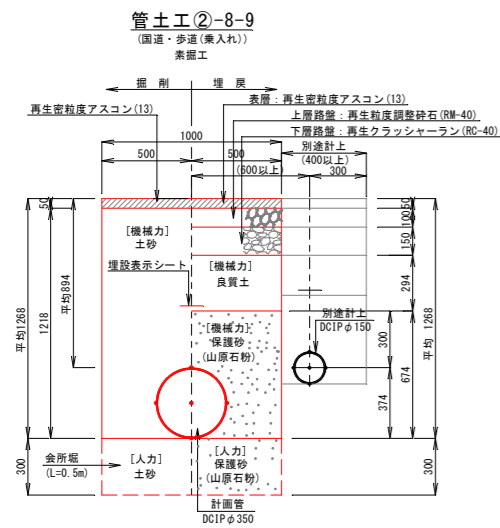 管土工②-8-9
(国道・歩道(乗入れ))
素掘工
掘削 埋戻
表層：再生密粒度アスコン(13)
再生密粒度アスコン(13)
上層路盤：再生粒度調整砕石(RM-40)
下層路盤：再生クラッシャーラン(RC-40)
1000
別途計上
(400以上)
500 500
(600以上) 300
50
50
100
150
[機械力]
土砂
埋設表示シート
[機械力]
良質土
294
平均1268
1218
平均894
平均 1268
別途計上
DCIPφ150
[機械力]
保護砂
(山原石粉)
300
674
374
会所堀
(L=0.5m)
[人力]
土砂
[人力]
保護砂
(山原石粉)
300
300
計画管
DCIPφ350